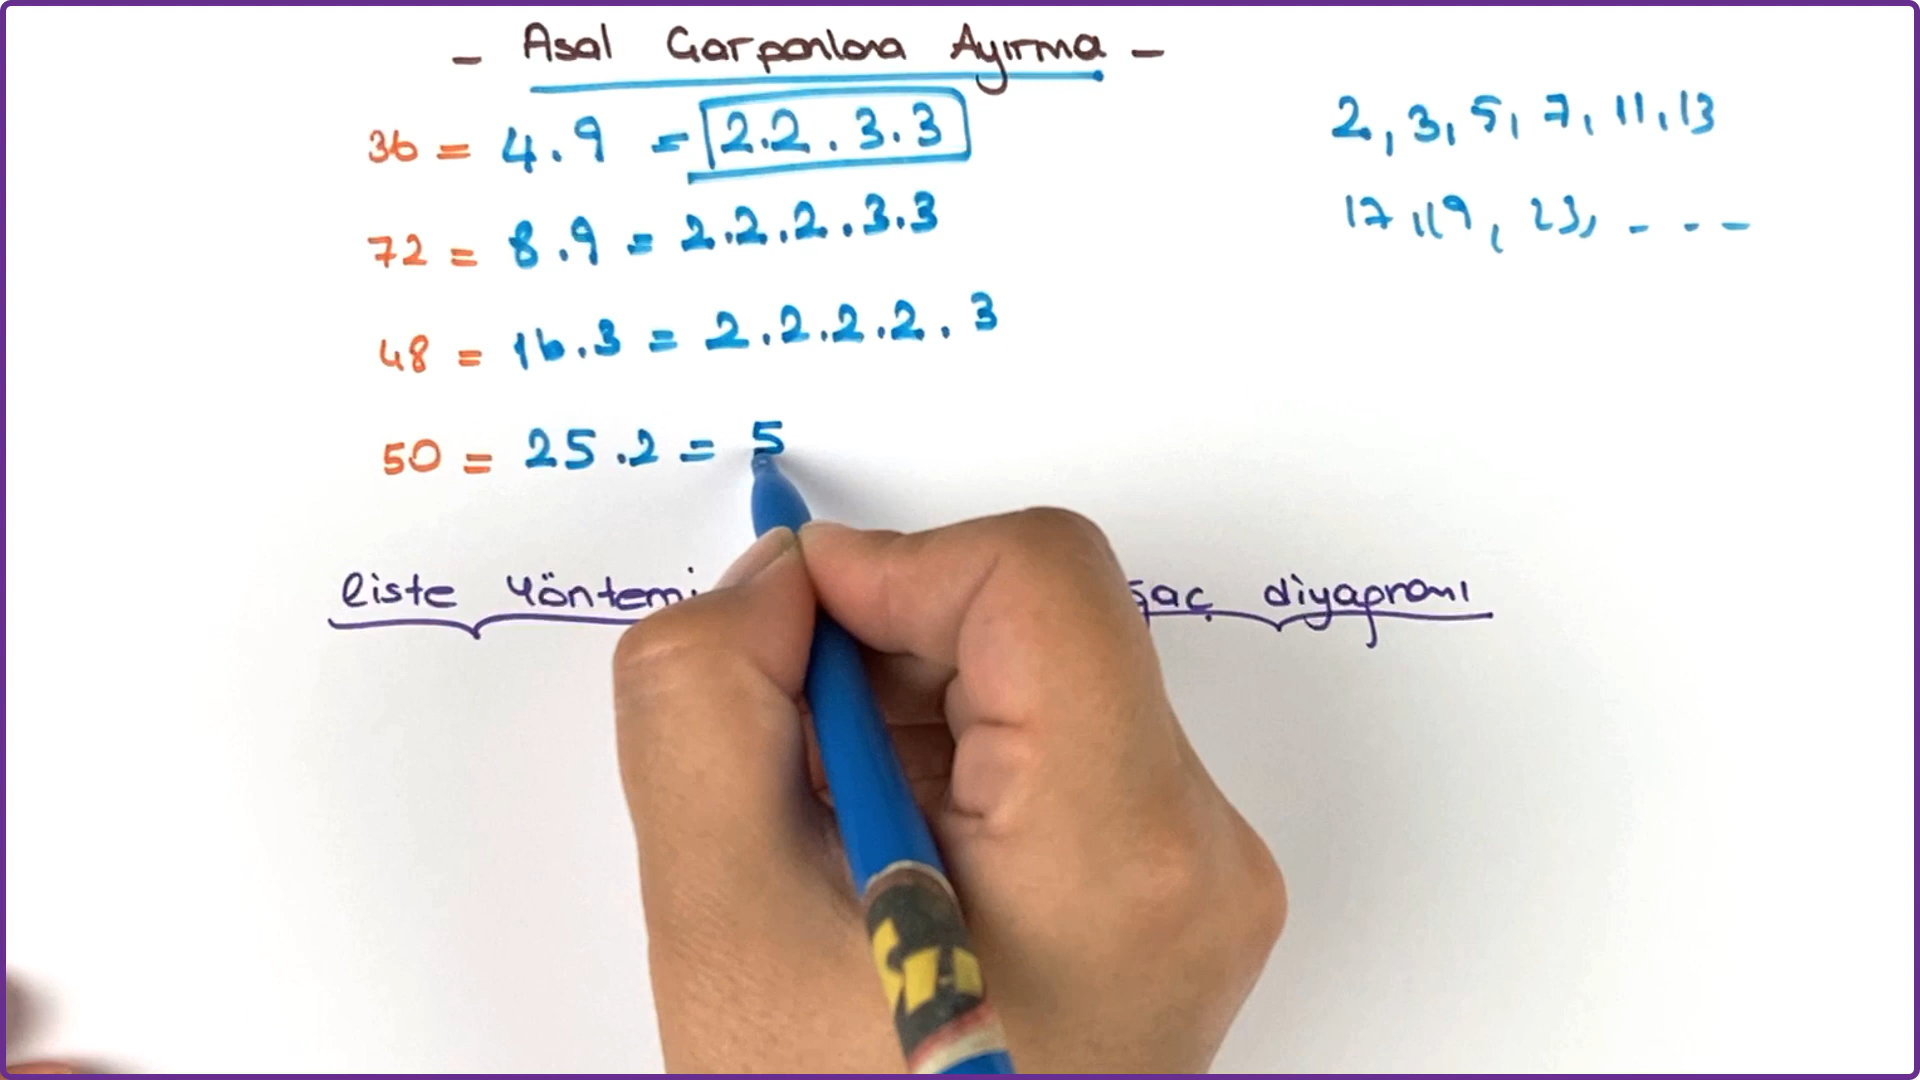 - Asal Çarpanlara Ayırma -
36 = 4.9 = 2.2.3.3
72 = 8.9 = 2.2.2.3.3
48 = 16.3 = 2.2.2.2.3
50 = 25.2 = 5
2, 3, 5, 7, 11, 13
17, 19, 23, - - -
liste yöntemi
ğaç diyagramı